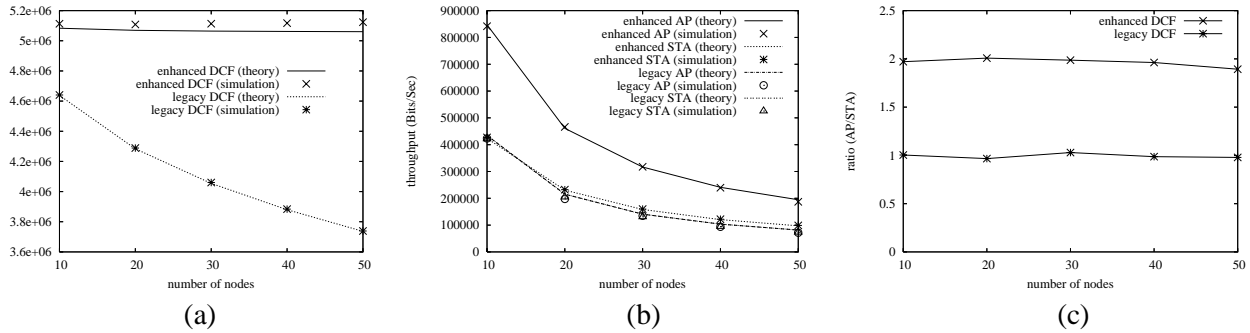 5.2e+06
5e+06
4.8e+06
4.6e+06
4.4e+06
4.2e+06
4e+06
3.8e+06
3.6e+06
enhanced DCF (theory)
enhanced DCF (simulation)
legacy DCF (theory)
legacy DCF (simulation)
10 20 30 40 50
number of nodes
(a)
throughput (Bits/Sec)
900000
800000
700000
600000
500000
400000
300000
200000
100000
0
enhanced AP (theory)
enhanced AP (simulation)
enhanced STA (theory)
enhanced STA (simulation)
legacy AP (theory)
legacy AP (simulation)
legacy STA (theory)
legacy STA (simulation)
10 20 30 40 50
number of nodes
(b)
ratio (AP/STA)
2.5
2
1.5
1
0.5
0
enhanced DCF
legacy DCF
10 20 30 40 50
number of nodes
(c)